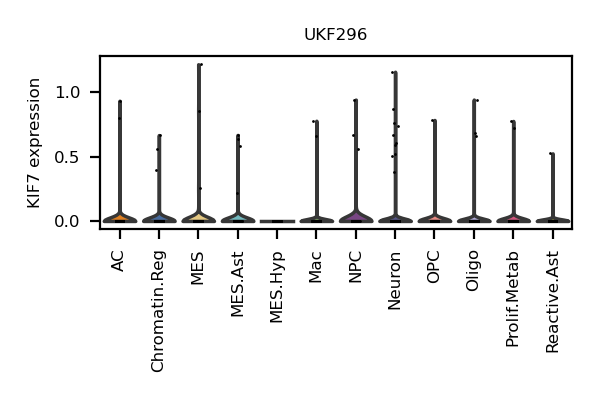 UKF296
KIF7 expression
1.0
0.5
0.0
AC
Chromatin.Reg
MES
MES.Ast
MES.Hyp
Mac
NPC
Neuron
OPC
Oligo
Prolif.Metab
Reactive.Ast